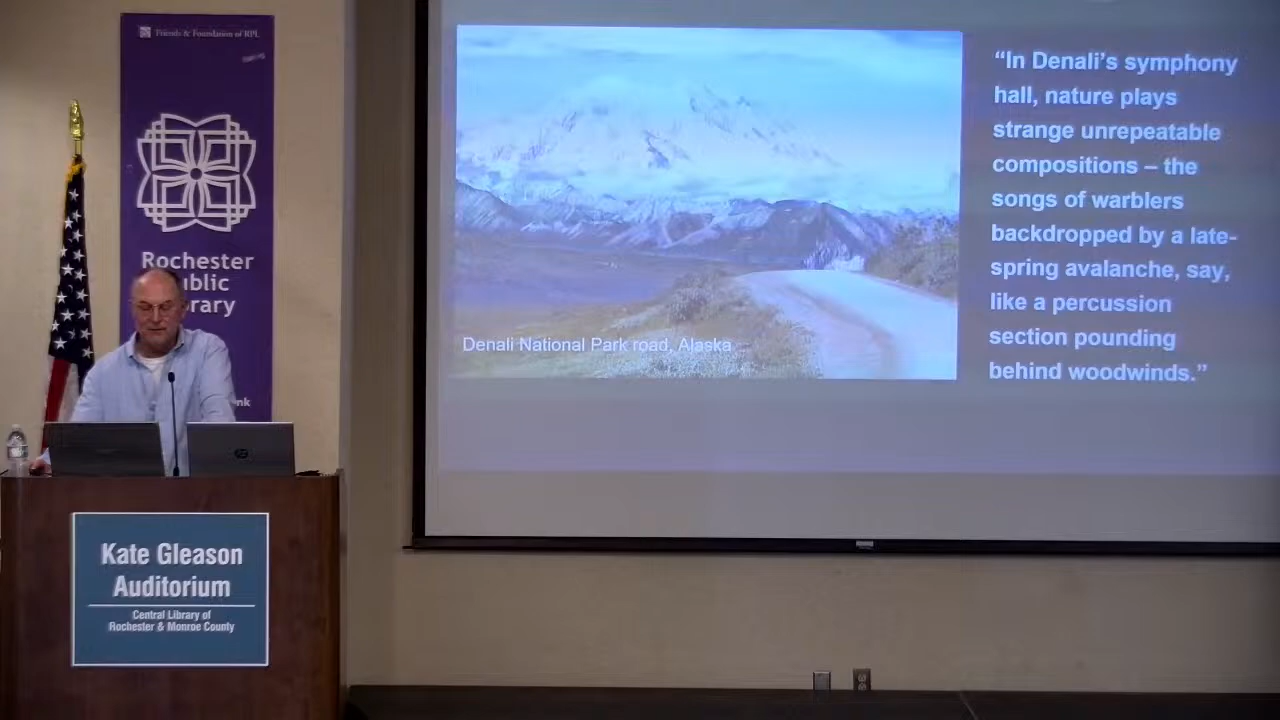 Friends & Foundation of RPL
Rochester
Public
Library
Kate Gleason
Auditorium
Central Library of
Rochester & Monroe County
Denali National Park road, Alaska
“In Denali’s symphony
hall, nature plays
strange unrepeatable
compositions – the
songs of warblers
backdropped by a late-
spring avalanche, say,
like a percussion
section pounding
behind woodwinds.”